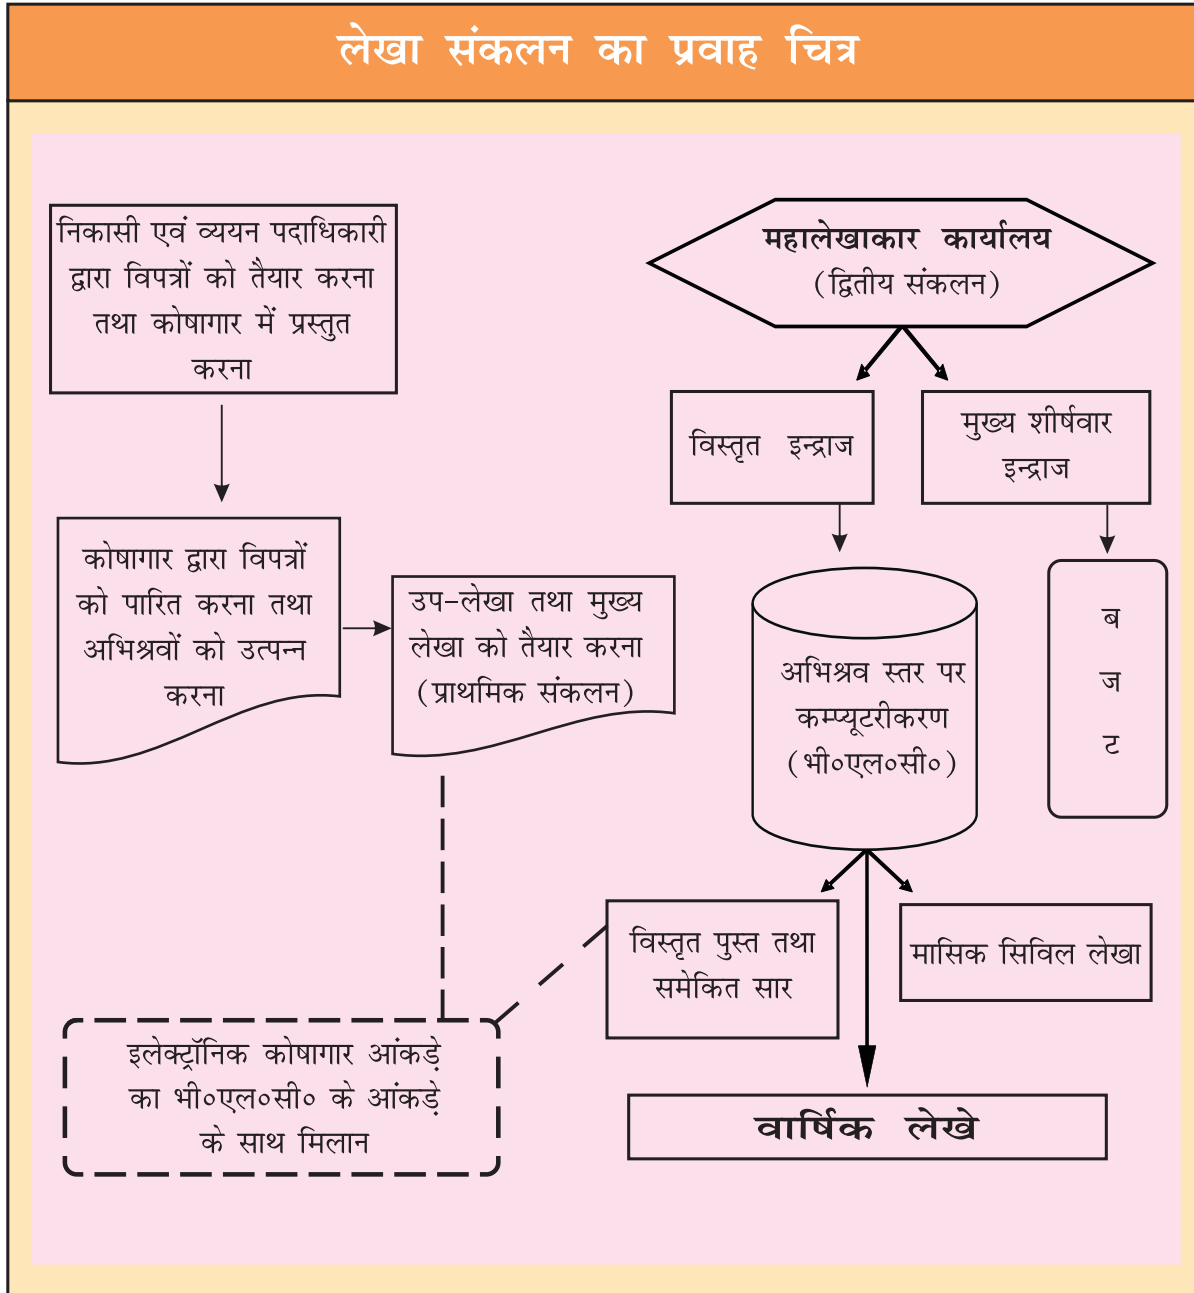 लेखा संकलन का प्रवाह चित्र
निकासी एवं व्ययन पदाधिकारी
द्वारा विपत्रों को तैयार करना
तथा कोषागार में प्रस्तुत
करना
कोषागार द्वारा विपत्रों
को पारित करना तथा
अभिश्रवों को उत्पन्न
करना
उप-लेखा तथा मुख्य
लेखा को तैयार करना
(प्राथमिक संकलन)
महालेखाकार कार्यालय
(द्वितीय संकलन)
विस्तृत इन्द्राज
मुख्य शीर्षवार
इन्द्राज
अभिश्रव स्तर पर
कम्प्यूटरीकरण
(भी०एल०सी०)
ब
ज
ट
विस्तृत पुस्त तथा
समेकित सार
मासिक सिविल लेखा
इलेक्ट्रॉनिक कोषागार आंकड़े
का भी०एल०सी० के आंकड़े
के साथ मिलान
वार्षिक लेखे